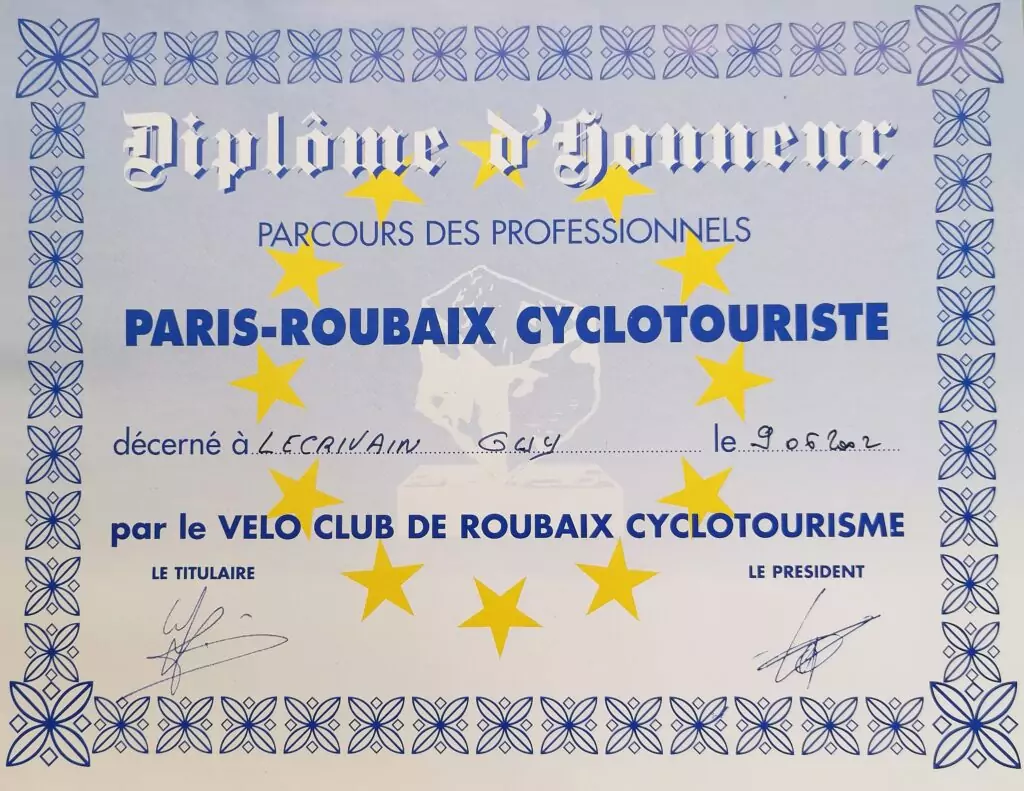 Diplôme d'Honneur
PARCOURS DES PROFESSIONNELS
PARIS-ROUBAIX CYCLOTOURISTE
décerné à LECRIVAIN GUY le 9 06 2002
par le VELO CLUB DE ROUBAIX CYCLOTOURISME
LE TITULAIRE LE PRESIDENT